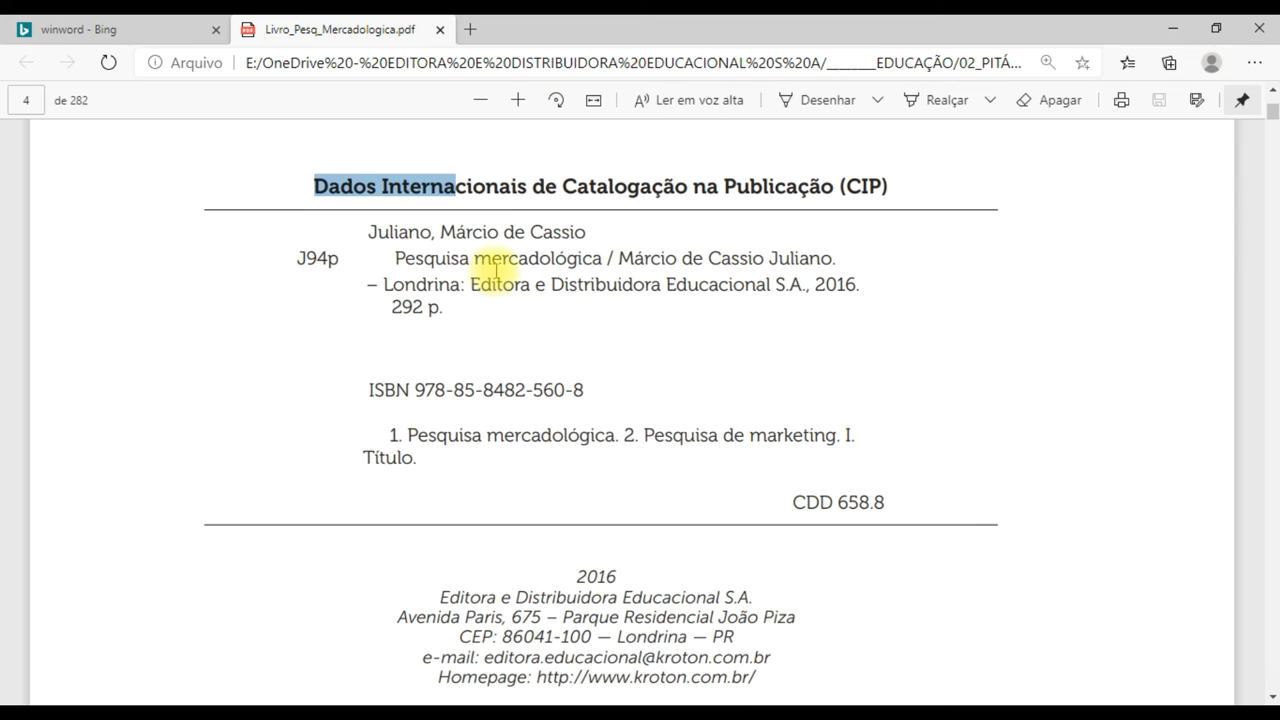 winword - Bing
Livro_Pesq_Mercadologica.pdf
Arquivo
E:/OneDrive%20-%20EDITORA%20E%20DISTRIBUIDORA%20EDUCACIONAL%20S%20A/________EDUCAÇÃO/02_PITÁ...
4 de 282
Ler em voz alta
Desenhar
Realçar
Apagar
Dados Internacionais de Catalogação na Publicação (CIP)
Juliano, Márcio de Cassio
J94p Pesquisa mercadológica / Márcio de Cassio Juliano.
– Londrina: Editora e Distribuidora Educacional S.A., 2016.
292 p.
ISBN 978-85-8482-560-8
1. Pesquisa mercadológica. 2. Pesquisa de marketing. I.
Título.
CDD 658.8
2016
Editora e Distribuidora Educacional S.A.
Avenida Paris, 675 – Parque Residencial João Piza
CEP: 86041-100 — Londrina — PR
e-mail: editora.educacional@kroton.com.br
Homepage: http://www.kroton.com.br/